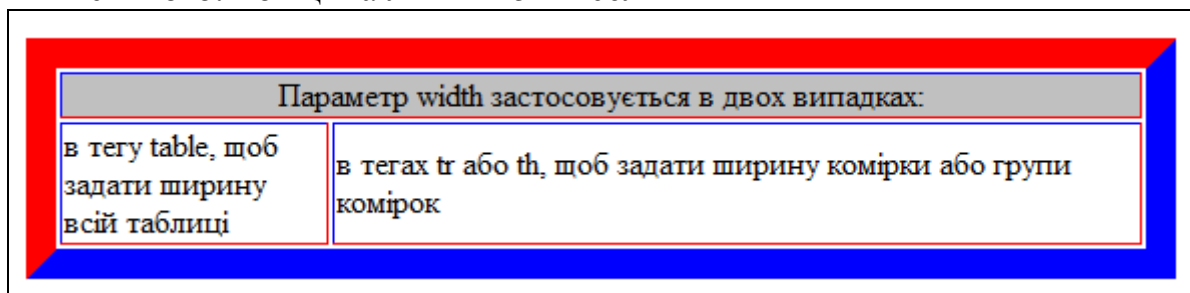 Параметр width застосовується в двох випадках:
в тегу table, щоб
задати ширину
всій таблиці
в тегах tr або th, щоб задати ширину комірки або групи
комірок